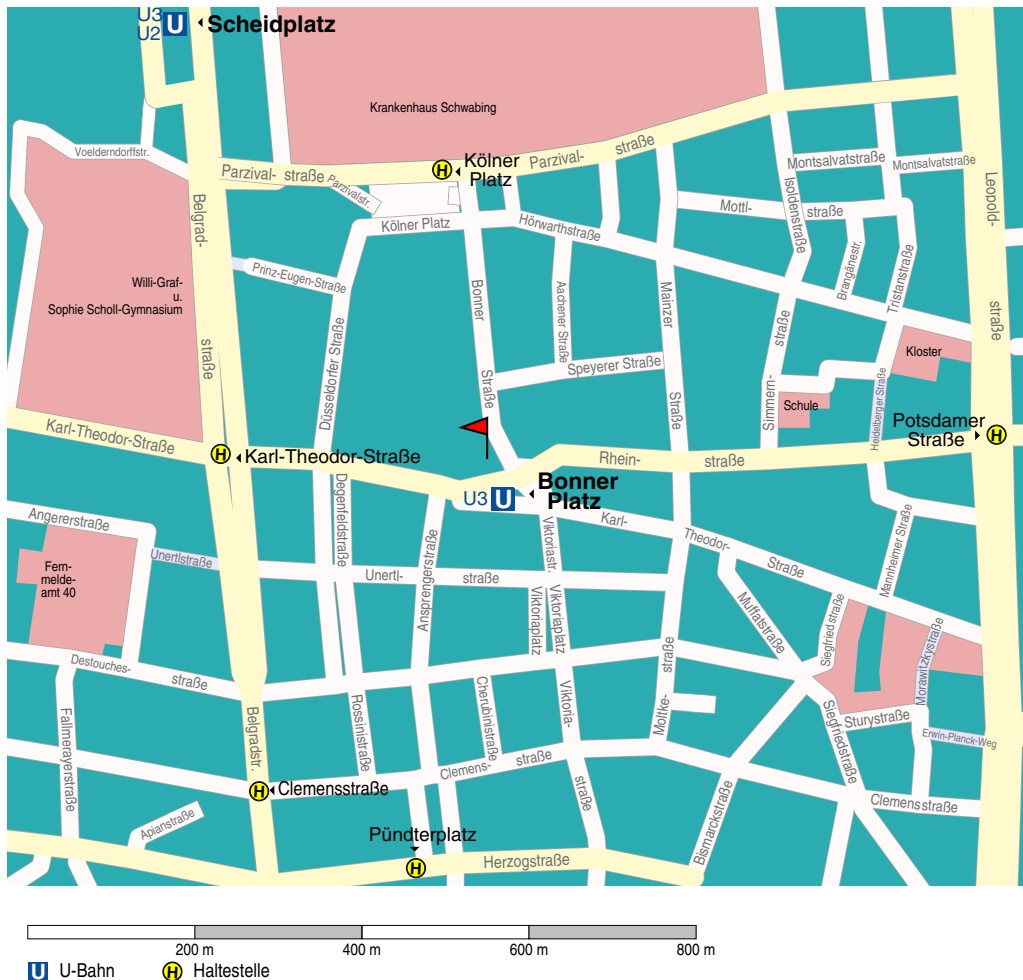 U3
U2
U
Scheidplatz
Krankenhaus Schwabing
Voelderndorffstr.
Parzival-
straße
Parzivalstr.
H
Kölner
Platz
Parzival-
straße
Montsalvatstraße
Montsalvatstraße
Isoldenstraße
Leopold-
straße
Belgrad-
straße
Kölner Platz
Hörwarthstraße
Mottl-
straße
Brangänestr.
Tristanstraße
Willi-Graf-
u.
Sophie Scholl-Gymnasium
Prinz-Eugen-Straße
Düsseldorfer Straße
Bonner
Straße
Aachener Straße
Speyerer Straße
Mainzer
Straße
Simmern-
straße
Schule
Kloster
Heidelberger Straße
Potsdamer
Straße
H
Karl-Theodor-Straße
H
Karl-Theodor-Straße
Rhein-
straße
U3
U
Bonner
Platz
Karl-
Theodor-
Straße
Angererstraße
Unertlstraße
Fern-
melde-
amt 40
Degenfeldstraße
Unertl-
straße
Ansprengerstraße
Viktoriastr.
Viktoriaplatz
Viktoriaplatz
Muffatstraße
Mannheimer Straße
Siegfriedstraße
Morawitzkystraße
Destouches-
straße
Fallmerayerstraße
Belgradstr.
Rossinistraße
Cherubinistraße
Viktoria-
straße
Moltke-
straße
Siegfriedstraße
Sturystraße
Erwin-Planck-Weg
H
Clemensstraße
Clemens-
straße
Clemensstraße
Apianstraße
Pündterplatz
H
Herzogstraße
Bismarckstraße
200 m
400 m
600 m
800 m
U
U-Bahn
H
Haltestelle